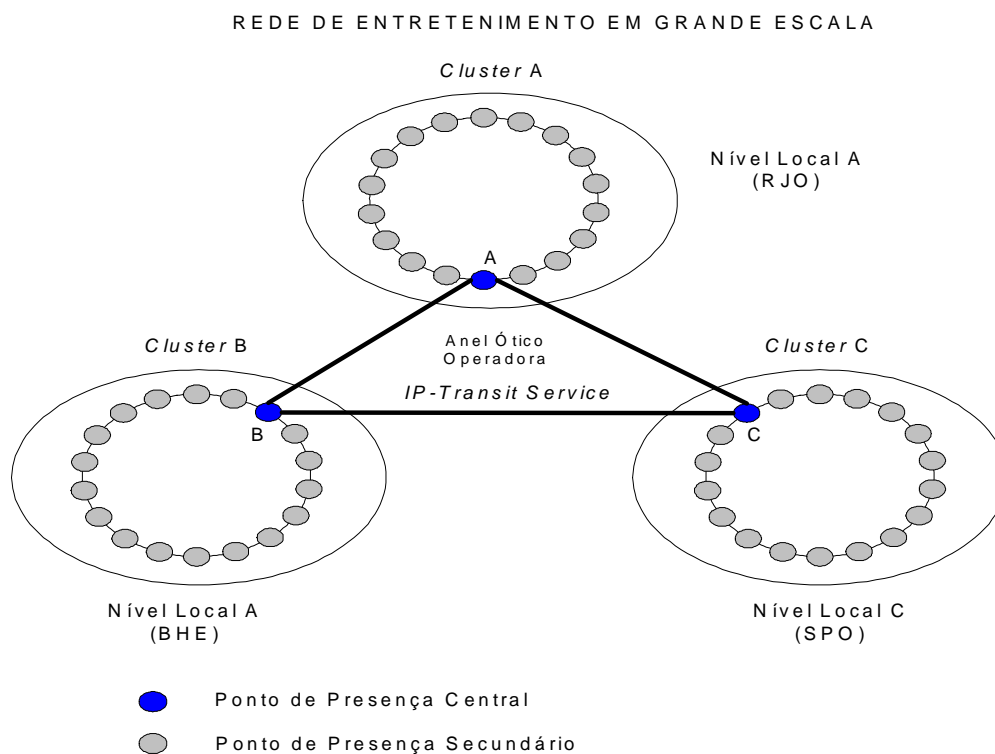 REDE DE ENTRETENIMENTO EM GRANDE ESCALA
Cluster A
Nível Local A
(RJO)
A
Anel Ótico
Operadora
IP-Transit Service
Cluster B
B
Nível Local A
(BHE)
Cluster C
C
Nível Local C
(SPO)
Ponto de Presença Central
Ponto de Presença Secundário